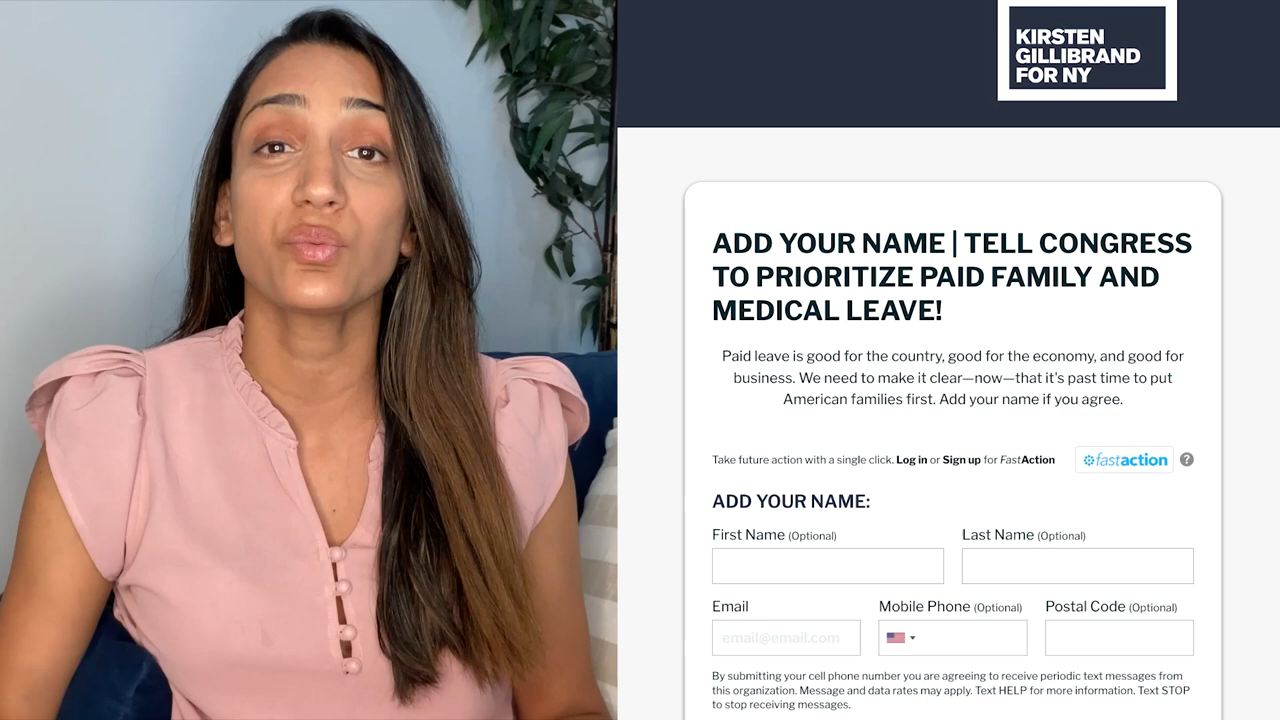 KIRSTEN
GILLIBRAND
FOR NY
ADD YOUR NAME | TELL CONGRESS
TO PRIORITIZE PAID FAMILY AND
MEDICAL LEAVE!
Paid leave is good for the country, good for the economy, and good for
business. We need to make it clear—now—that it's past time to put
American families first. Add your name if you agree.
Take future action with a single click. Log in or Sign up for FastAction
fastaction ?
ADD YOUR NAME:
First Name (Optional) Last Name (Optional)
Email Mobile Phone (Optional) Postal Code (Optional)
email@email.com
By submitting your cell phone number you are agreeing to receive periodic text messages from
this organization. Message and data rates may apply. Text HELP for more information. Text STOP
to stop receiving messages.